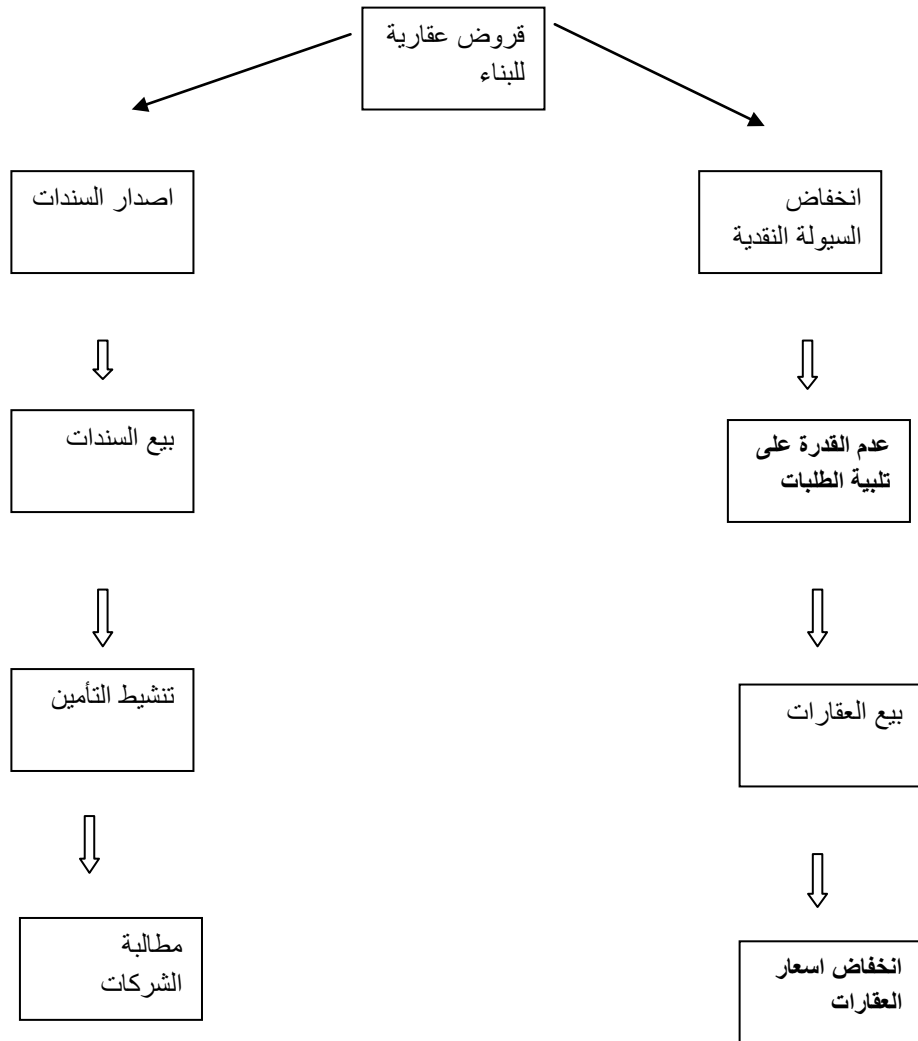 قروض عقارية
للبناء
انخفاض
السيولة النقدية
اصدار السندات
عدم القدرة على
تلبية الطلبات
بيع السندات
بيع العقارات
تنشيط التأمين
انخفاض اسعار
العقارات
مطالبة
الشركات